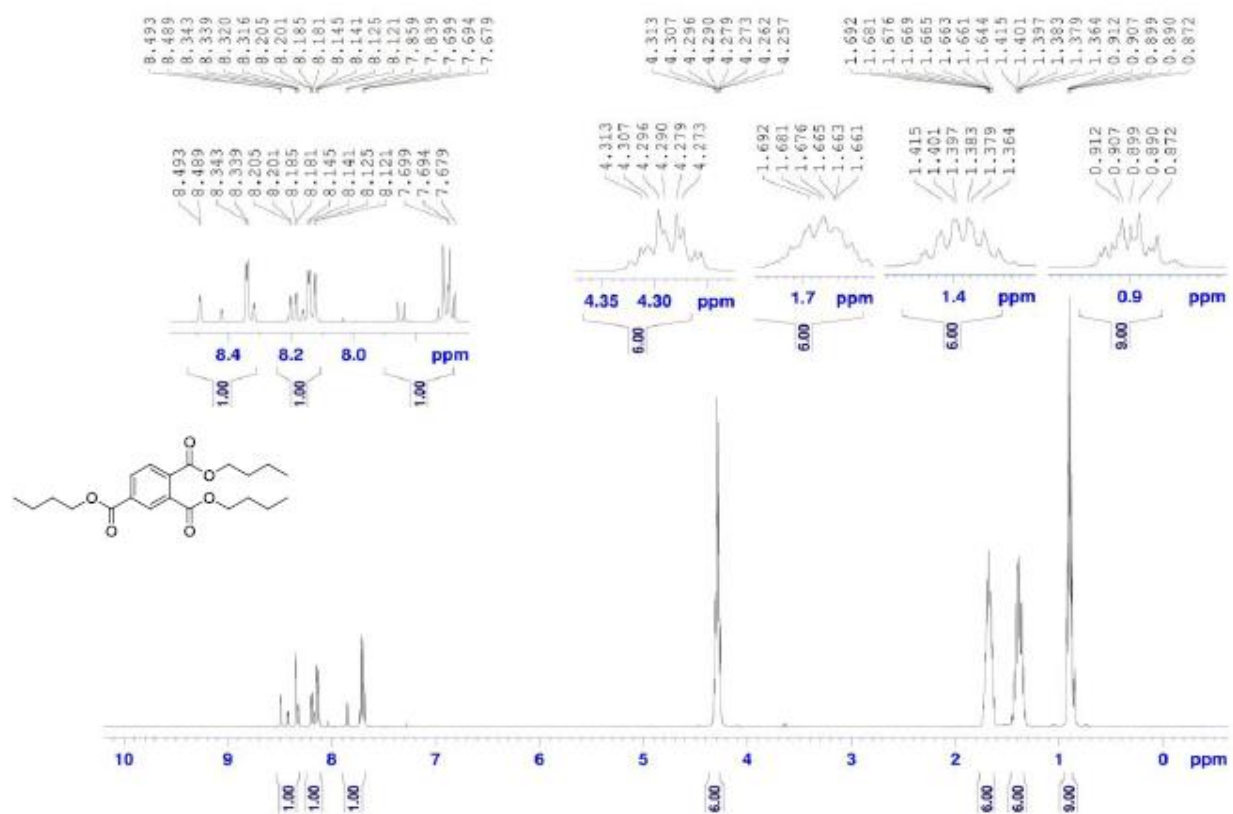 8.493 8.489 8.343 8.339 8.320 8.316 8.205 8.201 8.185 8.181 8.145 8.141 8.125 8.121 7.859 7.839 7.699 7.694 7.679
4.313 4.307 4.296 4.290 4.279 4.273 4.262 4.257
1.692 1.681 1.676 1.669 1.665 1.663 1.661 1.644 1.415 1.401 1.397 1.383 1.379 1.364 0.912 0.907 0.899 0.890 0.872
8.493 8.489 8.343 8.339 8.205 8.201 8.185 8.181 8.145 8.141 8.125 8.121 7.699 7.694 7.679
4.313 4.307 4.296 4.290 4.279 4.273
1.692 1.681 1.676 1.665 1.663 1.661
1.415 1.401 1.397 1.383 1.379 1.364
0.912 0.907 0.899 0.890 0.872
4.35 4.30 ppm
1.7 ppm
1.4 ppm
0.9 ppm
6.00 6.00 6.00 9.00
8.4 8.2 8.0 ppm
1.00 1.00 1.00
O
O
O
O
O
O
10 9 8 7 6 5 4 3 2 1 0 ppm
1.00 1.00 1.00 6.00 6.00 6.00 9.00